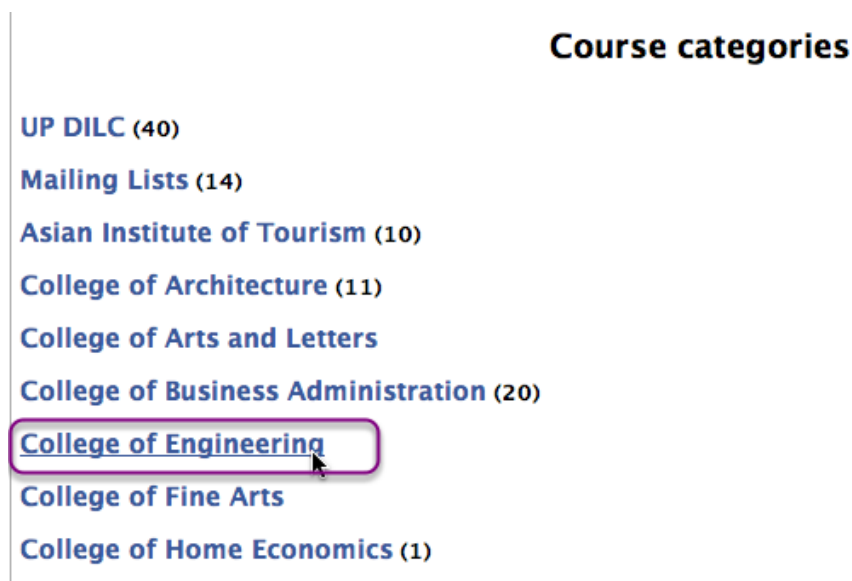 Course categories
UP DILC (40)
Mailing Lists (14)
Asian Institute of Tourism (10)
College of Architecture (11)
College of Arts and Letters
College of Business Administration (20)
College of Engineering
College of Fine Arts
College of Home Economics (1)